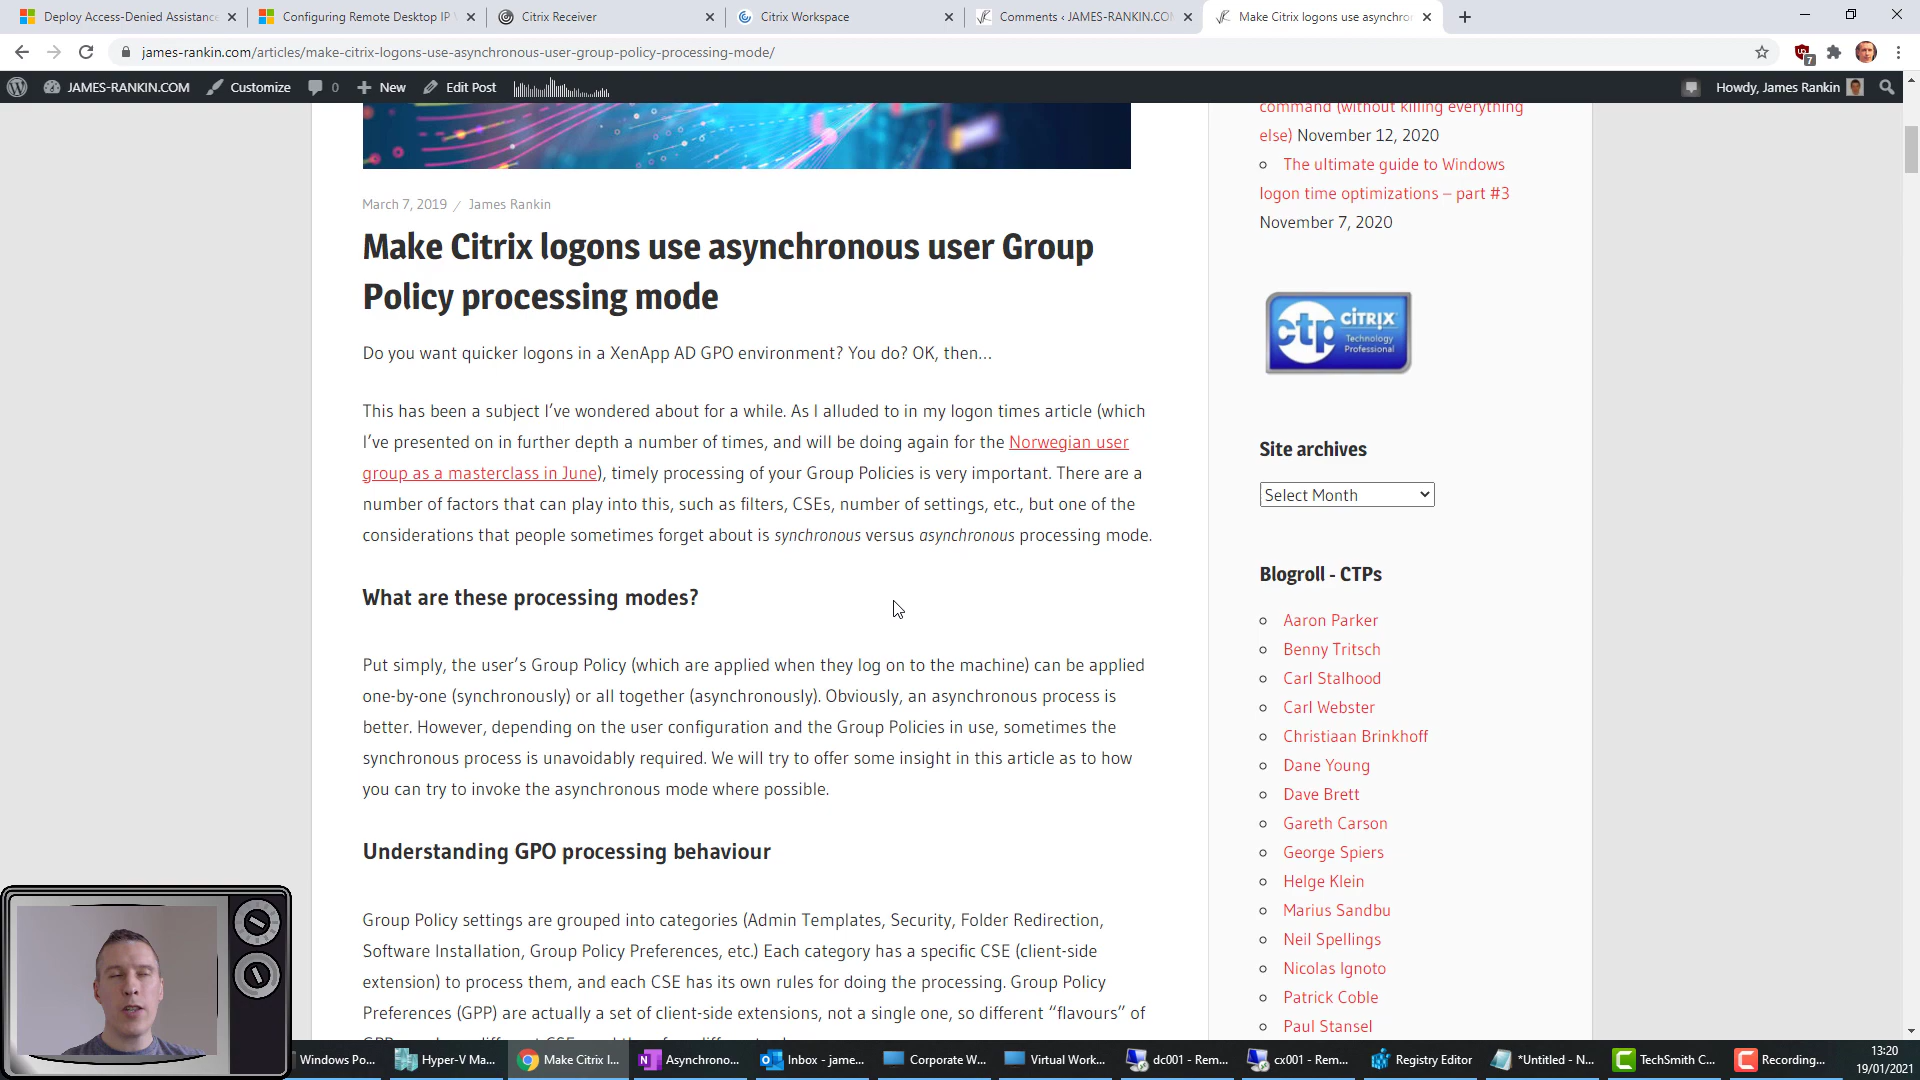 Deploy Access-Denied Assistance
Configuring Remote Desktop IP V
Citrix Receiver
Citrix Workspace
Comments ‹ JAMES-RANKIN.CO
Make Citrix logons use asynchro
james-rankin.com/articles/make-citrix-logons-use-asynchronous-user-group-policy-processing-mode/
7
JAMES-RANKIN.COM
Customize
0
New
Edit Post
Howdy, James Rankin
command (without killing everything
else) November 12, 2020
The ultimate guide to Windows
logon time optimizations – part #3
November 7, 2020
March 7, 2019 / James Rankin
Make Citrix logons use asynchronous user Group
Policy processing mode
Do you want quicker logons in a XenApp AD GPO environment? You do? OK, then…
This has been a subject I’ve wondered about for a while. As I alluded to in my logon times article (which
I’ve presented on in further depth a number of times, and will be doing again for the Norwegian user
group as a masterclass in June), timely processing of your Group Policies is very important. There are a
number of factors that can play into this, such as filters, CSEs, number of settings, etc., but one of the
considerations that people sometimes forget about is synchronous versus asynchronous processing mode.
What are these processing modes?
Put simply, the user’s Group Policy (which are applied when they log on to the machine) can be applied
one-by-one (synchronously) or all together (asynchronously). Obviously, an asynchronous process is
better. However, depending on the user configuration and the Group Policies in use, sometimes the
synchronous process is unavoidably required. We will try to offer some insight in this article as to how
you can try to invoke the asynchronous mode where possible.
Understanding GPO processing behaviour
Group Policy settings are grouped into categories (Admin Templates, Security, Folder Redirection,
Software Installation, Group Policy Preferences, etc.) Each category has a specific CSE (client-side
extension) to process them, and each CSE has its own rules for doing the processing. Group Policy
Preferences (GPP) are actually a set of client-side extensions, not a single one, so different “flavours” of
ctp CITRIX
Technology
Professional
Site archives
Select Month
Blogroll - CTPs
Aaron Parker
Benny Tritsch
Carl Stalhood
Carl Webster
Christiaan Brinkhoff
Dane Young
Dave Brett
Gareth Carson
George Spiers
Helge Klein
Marius Sandbu
Neil Spellings
Nicolas Ignoto
Patrick Coble
Paul Stansel
Windows Po...
Hyper-V Ma...
Make Citrix l...
Asynchrono...
Inbox - jame...
Corporate W...
Virtual Work...
dc001 - Rem...
cx001 - Rem...
Registry Editor
*Untitled - N...
TechSmith C...
Recording...
13:20
19/01/2021